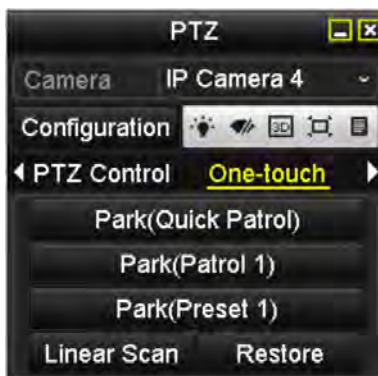 PTZ
Camera IP Camera 4
Configuration 3D
PTZ Control One-touch
Park(Quick Patrol)
Park(Patrol 1)
Park(Preset 1)
Linear Scan Restore